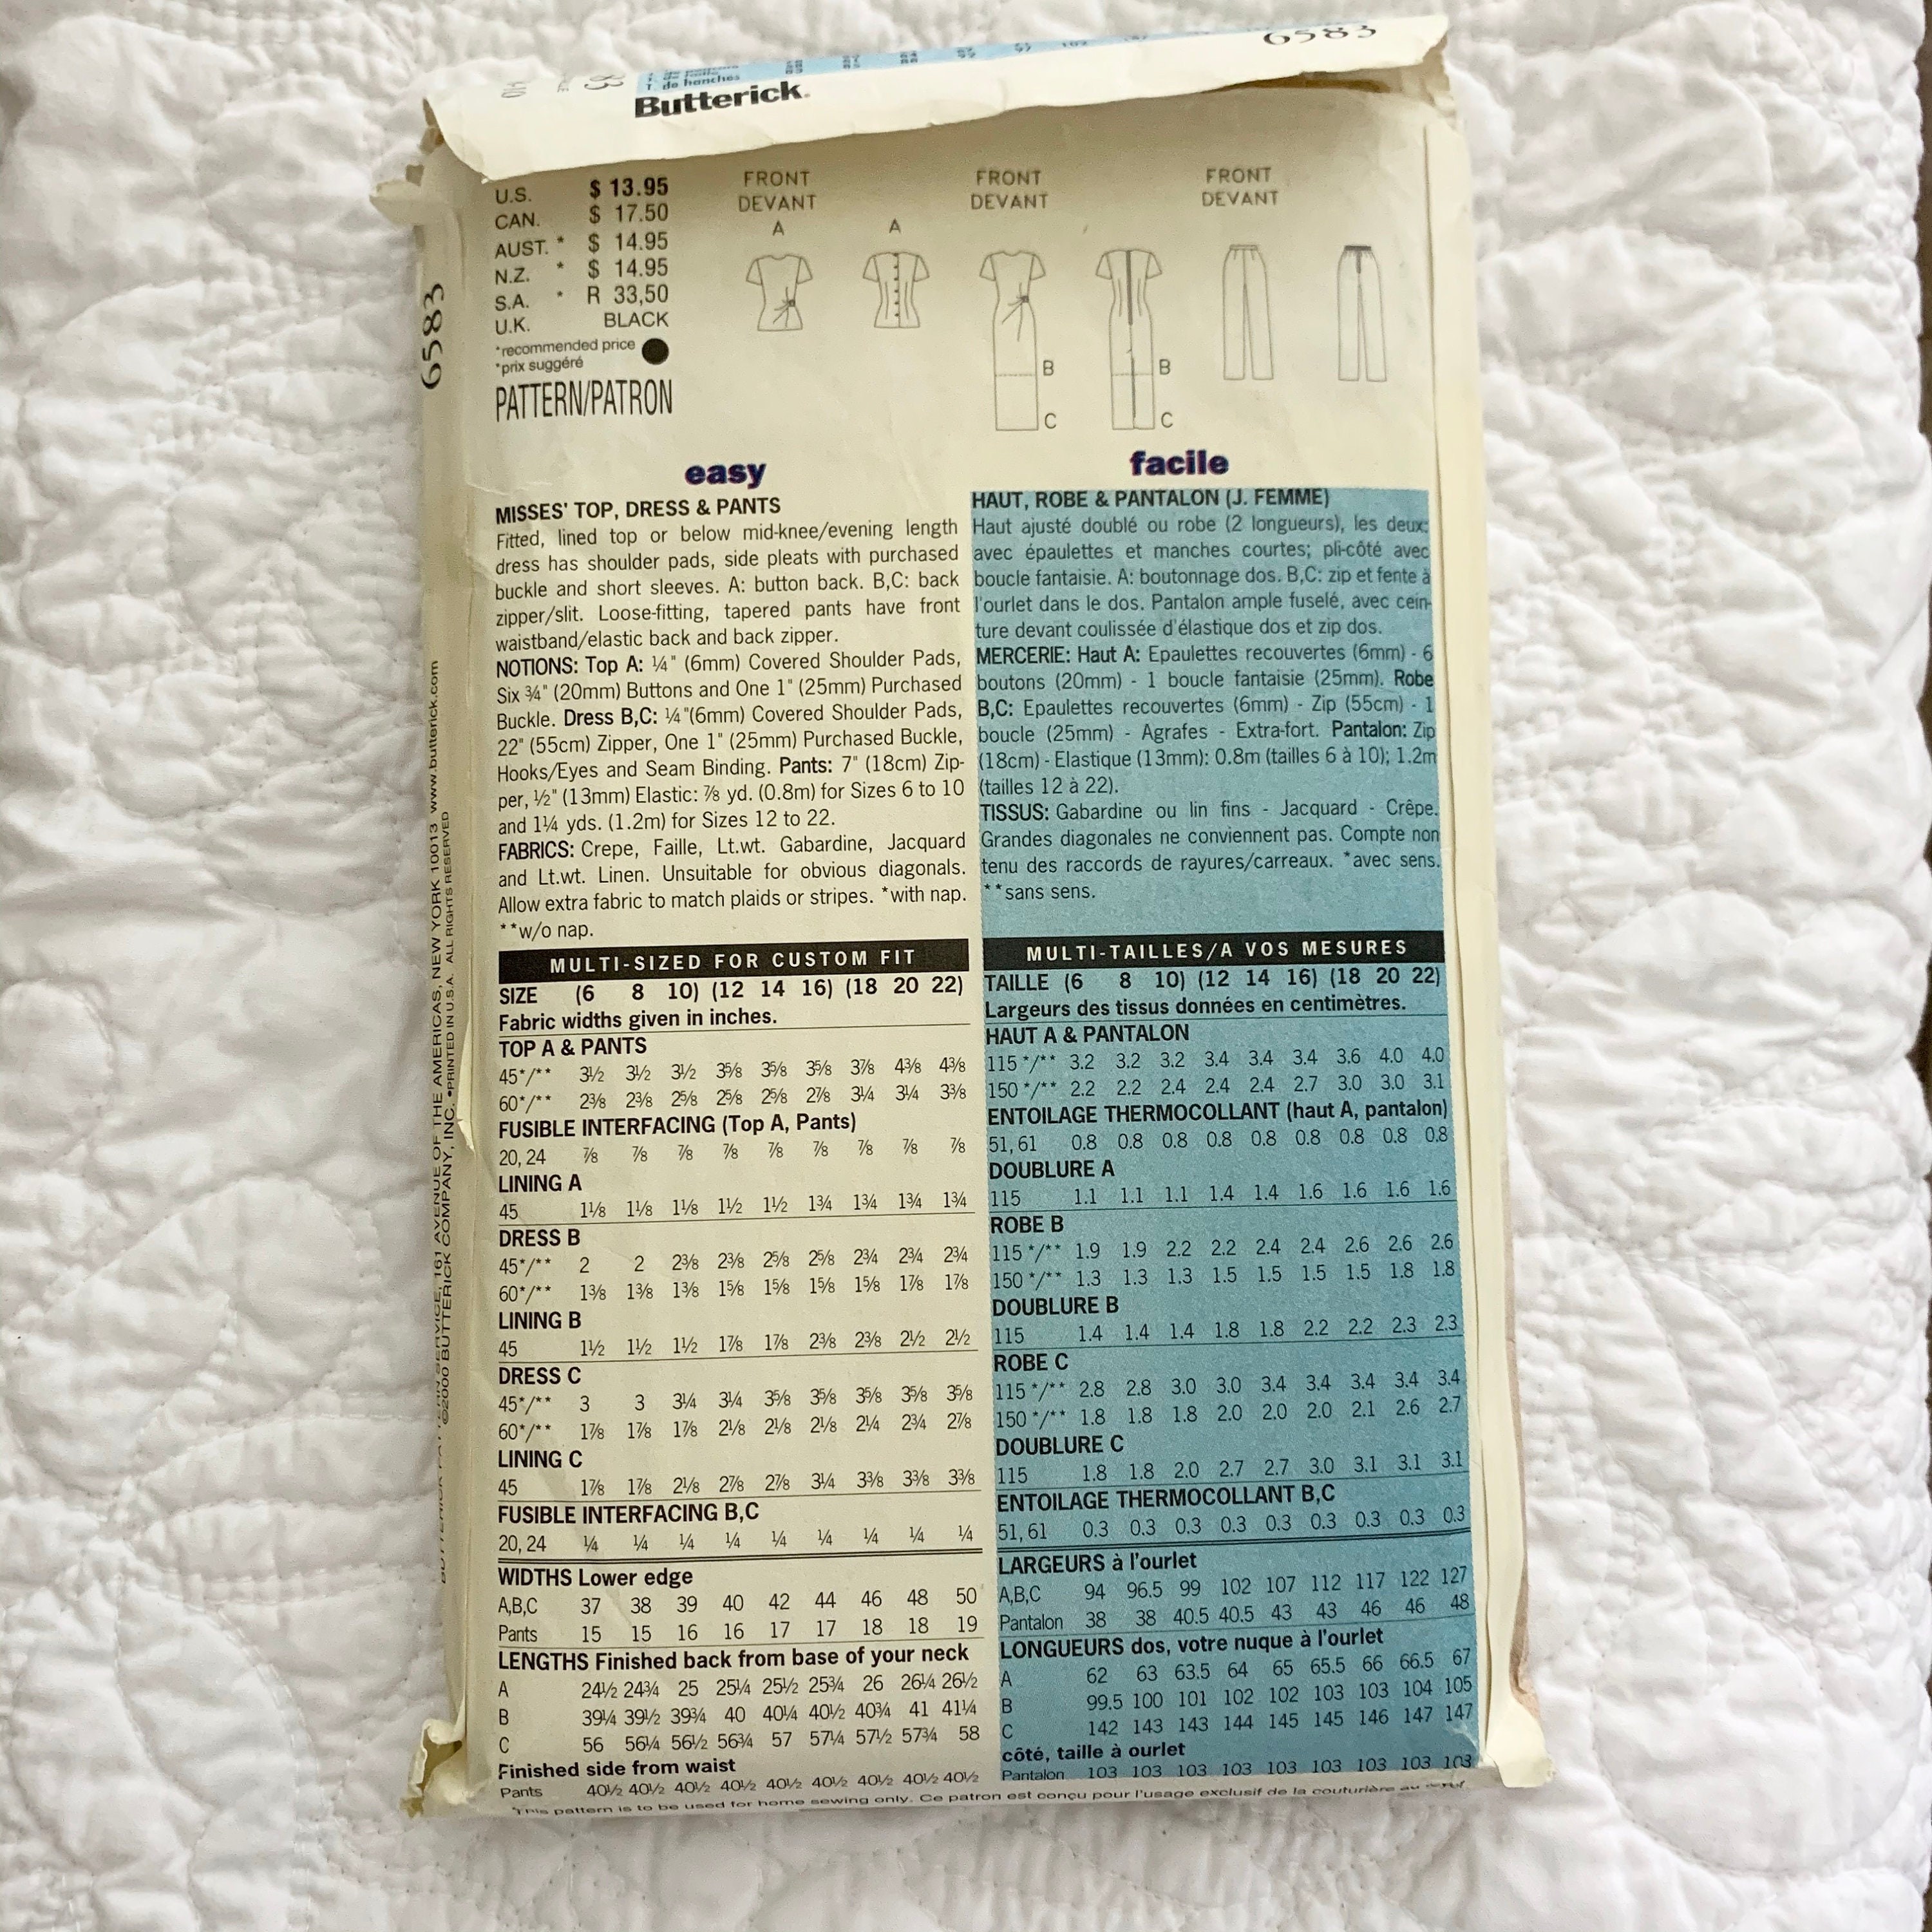 6583
T. de hanches
Butterick.
U.S. $ 13.95
CAN. $ 17.50
AUST. * $ 14.95
N.Z. * $ 14.95
S.A. * R 33,50
U.K. BLACK
*recommended price
*prix suggéré
PATTERN/PATRON
FRONT
DEVANT
A
A
FRONT
DEVANT
B
C
B
C
FRONT
DEVANT
6583
easy
MISSES' TOP, DRESS & PANTS
Fitted, lined top or below mid-knee/evening length
dress has shoulder pads, side pleats with purchased
buckle and short sleeves. A: button back. B,C: back
zipper/slit. Loose-fitting, tapered pants have front
waistband/elastic back and back zipper.
NOTIONS: Top A: ¼" (6mm) Covered Shoulder Pads,
Six ¾" (20mm) Buttons and One 1" (25mm) Purchased
Buckle. Dress B,C: ¼"(6mm) Covered Shoulder Pads,
22" (55cm) Zipper, One 1" (25mm) Purchased Buckle,
Hooks/Eyes and Seam Binding. Pants: 7" (18cm) Zip-
per, ½" (13mm) Elastic: ⅞ yd. (0.8m) for Sizes 6 to 10
and 1¼ yds. (1.2m) for Sizes 12 to 22.
FABRICS: Crepe, Faille, Lt.wt. Gabardine, Jacquard
and Lt.wt. Linen. Unsuitable for obvious diagonals.
Allow extra fabric to match plaids or stripes. *with nap.
**w/o nap.
MULTI-SIZED FOR CUSTOM FIT
SIZE (6 8 10) (12 14 16) (18 20 22)
Fabric widths given in inches.
TOP A & PANTS
45*/** 3½ 3½ 3½ 3⅝ 3⅝ 3⅝ 3⅞ 4⅜ 4⅜
60*/** 2⅜ 2⅜ 2⅝ 2⅝ 2⅝ 2⅞ 3¼ 3¼ 3⅜
FUSIBLE INTERFACING (Top A, Pants)
20, 24 ⅞ ⅞ ⅞ ⅞ ⅞ ⅞ ⅞ ⅞ ⅞
LINING A
45 1⅛ 1⅛ 1⅛ 1½ 1½ 1¾ 1¾ 1¾ 1¾
DRESS B
45*/** 2 2 2⅜ 2⅜ 2⅝ 2⅝ 2¾ 2¾ 2¾
60*/** 1⅜ 1⅜ 1⅜ 1⅝ 1⅝ 1⅝ 1⅝ 1⅞ 1⅞
LINING B
45 1½ 1½ 1½ 1⅞ 1⅞ 2⅜ 2⅜ 2½ 2½
DRESS C
45*/** 3 3 3¼ 3¼ 3⅝ 3⅝ 3⅝ 3⅝ 3⅝
60*/** 1⅞ 1⅞ 1⅞ 2⅛ 2⅛ 2⅛ 2¼ 2¾ 2⅞
LINING C
45 1⅞ 1⅞ 2⅛ 2⅞ 2⅞ 3¼ 3⅜ 3⅜ 3⅜
FUSIBLE INTERFACING B,C
20, 24 ¼ ¼ ¼ ¼ ¼ ¼ ¼ ¼ ¼
WIDTHS Lower edge
A,B,C 37 38 39 40 42 44 46 48 50
Pants 15 15 16 16 17 17 18 18 19
LENGTHS Finished back from base of your neck
A 24½ 24¾ 25 25¼ 25½ 25¾ 26 26¼ 26½
B 39¼ 39½ 39¾ 40 40¼ 40½ 40¾ 41 41¼
C 56 56¼ 56½ 56¾ 57 57¼ 57½ 57¾ 58
Finished side from waist
Pants 40½ 40½ 40½ 40½ 40½ 40½ 40½ 40½ 40½
facile
HAUT, ROBE & PANTALON (J. FEMME)
Haut ajusté doublé ou robe (2 longueurs), les deux:
avec épaulettes et manches courtes; pli-côté avec
boucle fantaisie. A: boutonnage dos. B,C: zip et fente à
l'ourlet dans le dos. Pantalon ample fuselé, avec cein-
ture devant coulissée d'élastique dos et zip dos.
MERCERIE: Haut A: Epaulettes recouvertes (6mm) - 6
boutons (20mm) - 1 boucle fantaisie (25mm). Robe
B,C: Epaulettes recouvertes (6mm) - Zip (55cm) - 1
boucle (25mm) - Agrafes - Extra-fort. Pantalon: Zip
(18cm) - Elastique (13mm): 0.8m (tailles 6 à 10); 1.2m
(tailles 12 à 22).
TISSUS: Gabardine ou lin fins - Jacquard - Crêpe.
Grandes diagonales ne conviennent pas. Compte non
tenu des raccords de rayures/carreaux. *avec sens.
**sans sens.
MULTI-TAILLES/A VOS MESURES
TAILLE (6 8 10) (12 14 16) (18 20 22)
Largeurs des tissus données en centimètres.
HAUT A & PANTALON
115 */** 3.2 3.2 3.2 3.4 3.4 3.4 3.6 4.0 4.0
150 */** 2.2 2.2 2.4 2.4 2.4 2.7 3.0 3.0 3.1
ENTOILAGE THERMOCOLLANT (haut A, pantalon)
51, 61 0.8 0.8 0.8 0.8 0.8 0.8 0.8 0.8 0.8
DOUBLURE A
115 1.1 1.1 1.1 1.4 1.4 1.6 1.6 1.6 1.6
ROBE B
115 */** 1.9 1.9 2.2 2.2 2.4 2.4 2.6 2.6 2.6
150 */** 1.3 1.3 1.3 1.5 1.5 1.5 1.5 1.8 1.8
DOUBLURE B
115 1.4 1.4 1.4 1.8 1.8 2.2 2.2 2.3 2.3
ROBE C
115 */** 2.8 2.8 3.0 3.0 3.4 3.4 3.4 3.4 3.4
150 */** 1.8 1.8 1.8 2.0 2.0 2.0 2.1 2.6 2.7
DOUBLURE C
115 1.8 1.8 2.0 2.7 2.7 3.0 3.1 3.1 3.1
ENTOILAGE THERMOCOLLANT B,C
51, 61 0.3 0.3 0.3 0.3 0.3 0.3 0.3 0.3 0.3
LARGEURS à l'ourlet
A,B,C 94 96.5 99 102 107 112 117 122 127
Pantalon 38 38 40.5 40.5 43 43 46 46 48
LONGUEURS dos, votre nuque à l'ourlet
A 62 63 63.5 64 65 65.5 66 66.5 67
B 99.5 100 101 102 102 103 103 104 105
C 142 143 143 144 145 145 146 147 147
côté, taille à ourlet
Pantalon 103 103 103 103 103 103 103 103 103
*This pattern is to be used for home sewing only. Ce patron est conçu pour l'usage exclusif de la couturière au
SERVICE, 161 AVENUE OF THE AMERICAS, NEW YORK 10013 www.butterick.com
©2000 BUTTERICK COMPANY, INC. •PRINTED IN U.S.A. ALL RIGHTS RESERVED